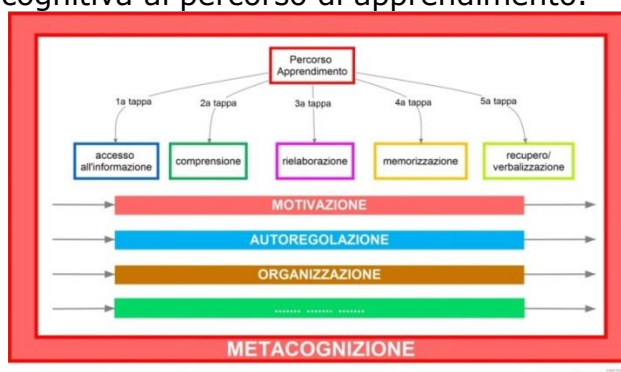 cognitiva al percorso di apprendimento.
Percorso
Apprendimento
1a tappa 2a tappa 3a tappa 4a tappa 5a tappa
accesso
all'informazione
comprensione
rielaborazione
memorizzazione
recupero/
verbalizzazione
MOTIVAZIONE
AUTOREGOLAZIONE
ORGANIZZAZIONE
....... ....... .......
METACOGNIZIONE